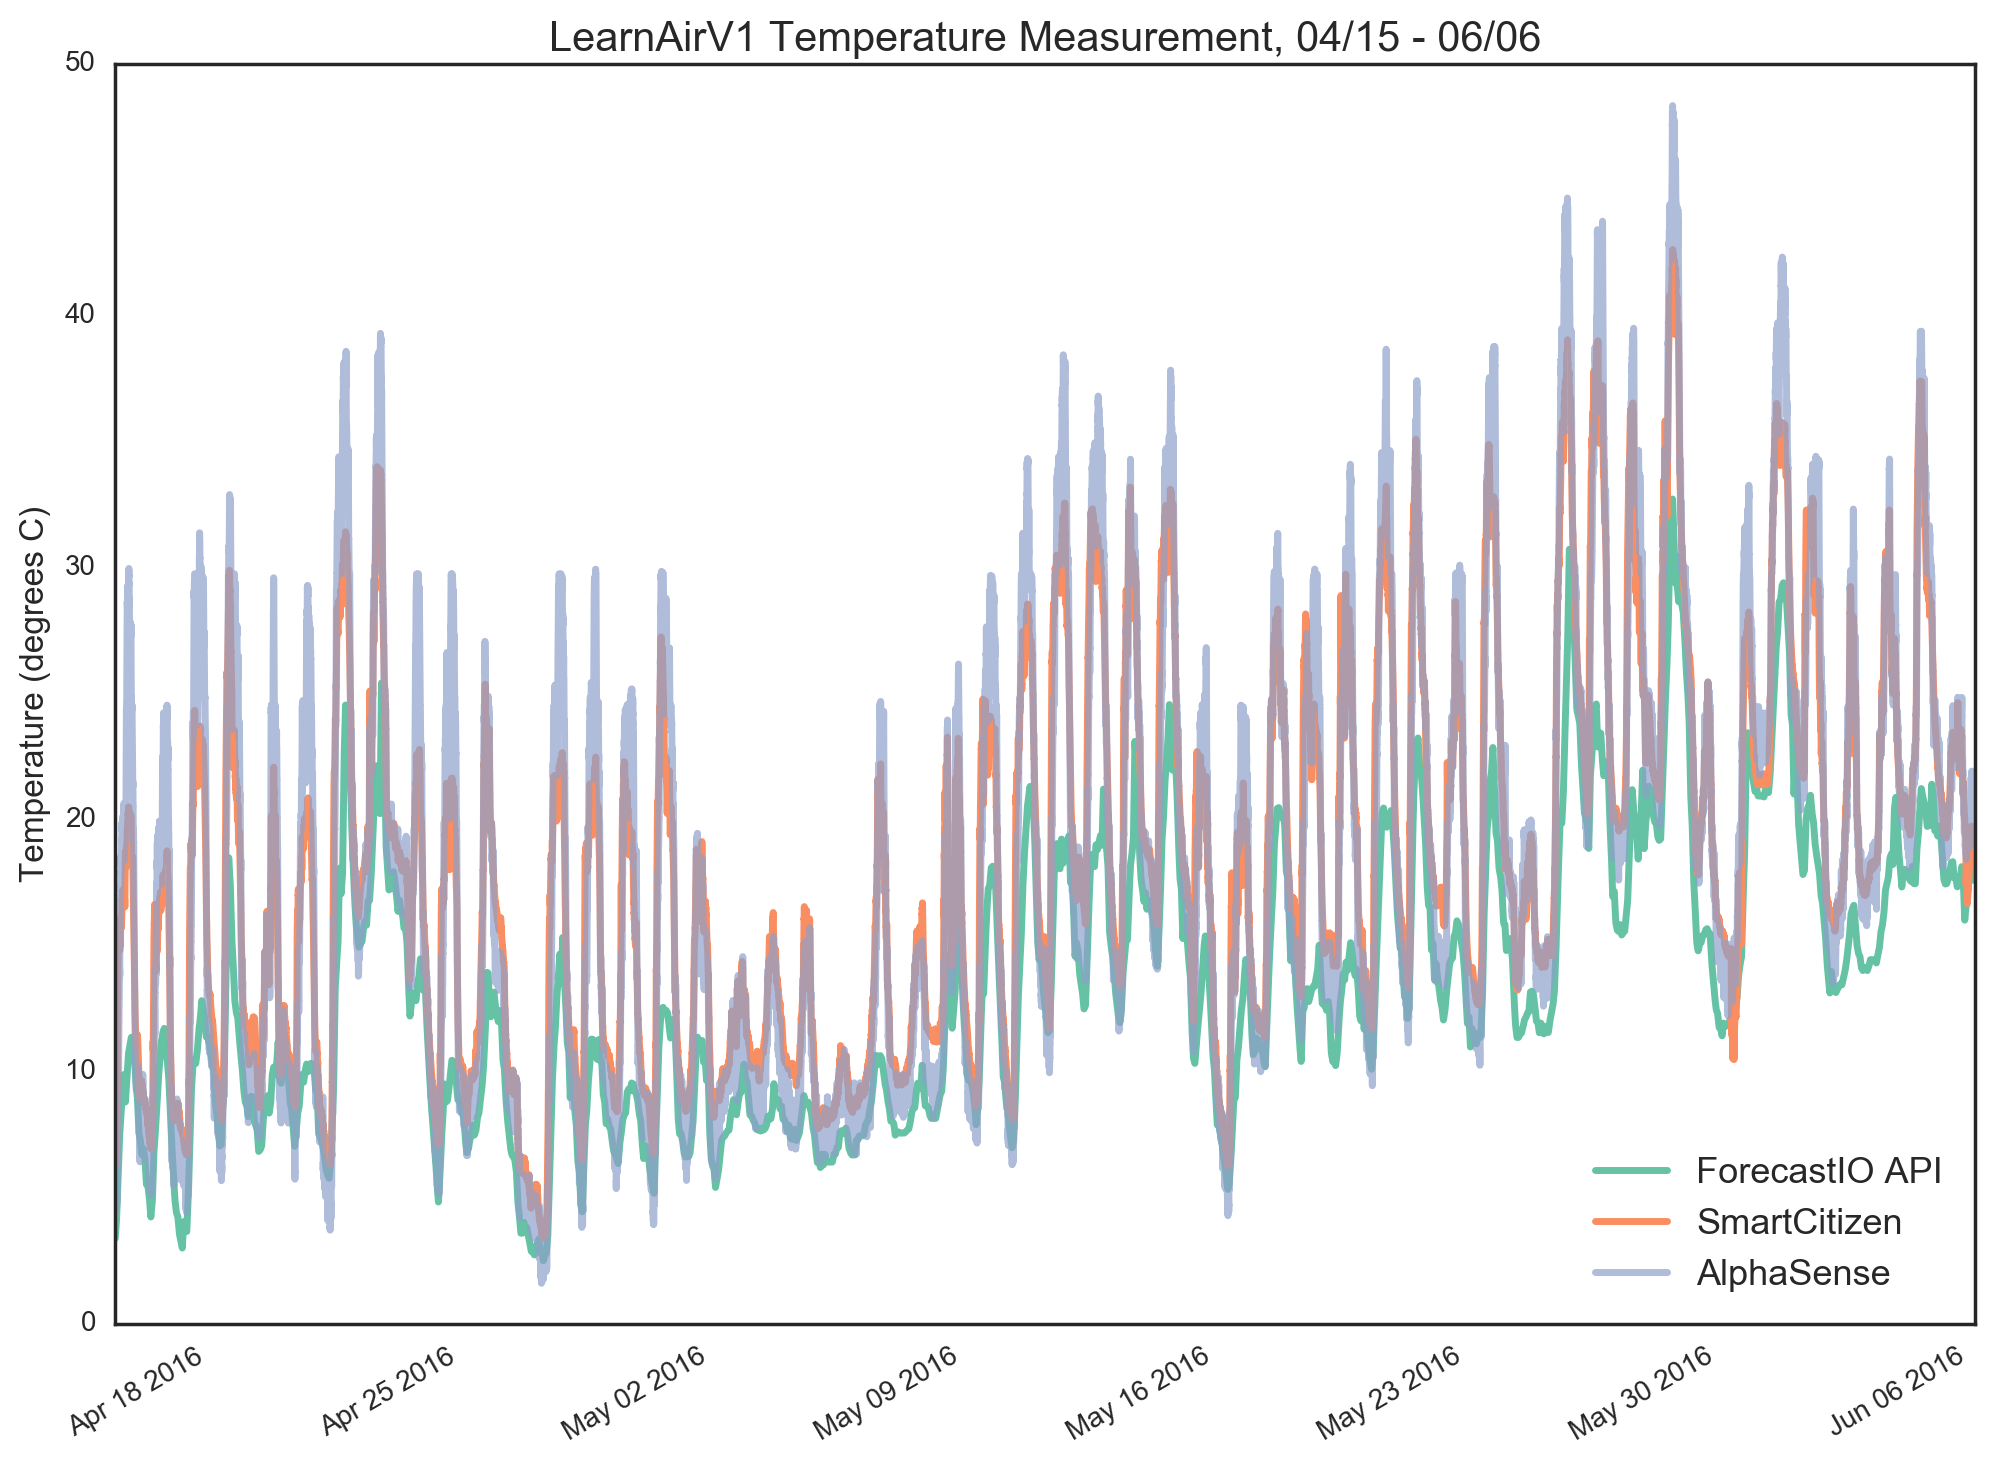 LearnAirV1 Temperature Measurement, 04/15 - 06/06
50
40
30
20
10
0
Temperature (degrees C)
ForecastIO API
SmartCitizen
AlphaSense
Apr 18 2016
Apr 25 2016
May 02 2016
May 09 2016
May 16 2016
May 23 2016
May 30 2016
Jun 06 2016